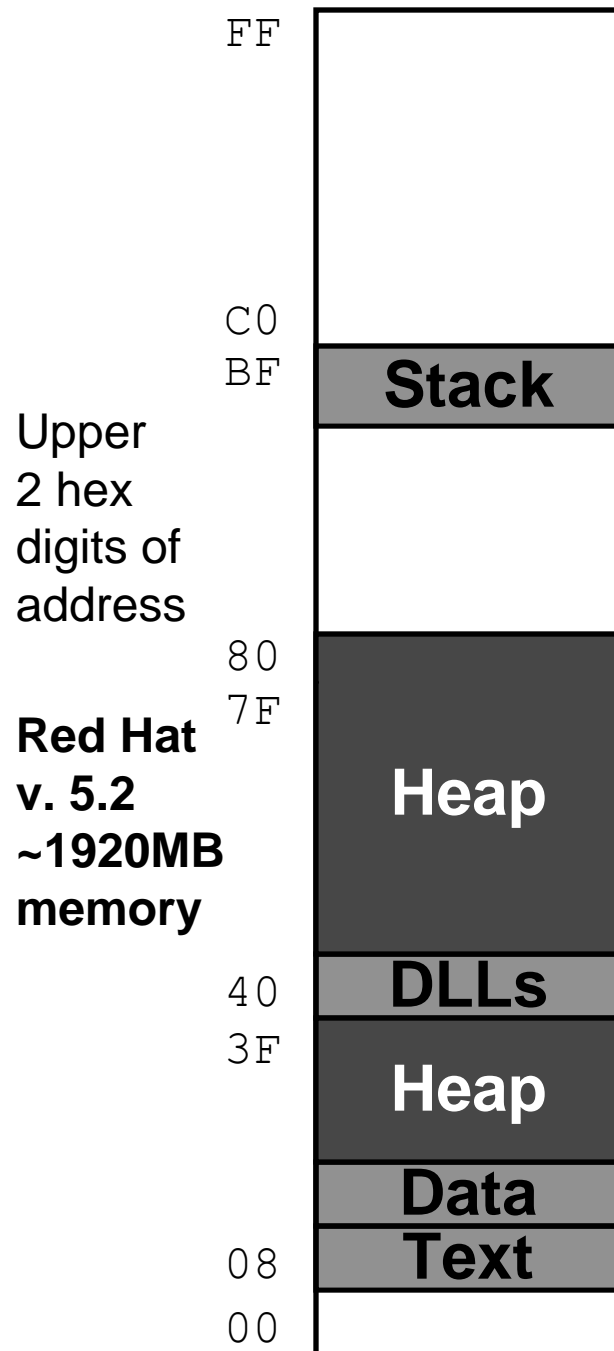 FF
C0
BF
Stack
Upper
2 hex
digits of
address
80
7F
Red Hat
v. 5.2
~1920MB
memory
Heap
40
DLLs
3F
Heap
Data
08
Text
00